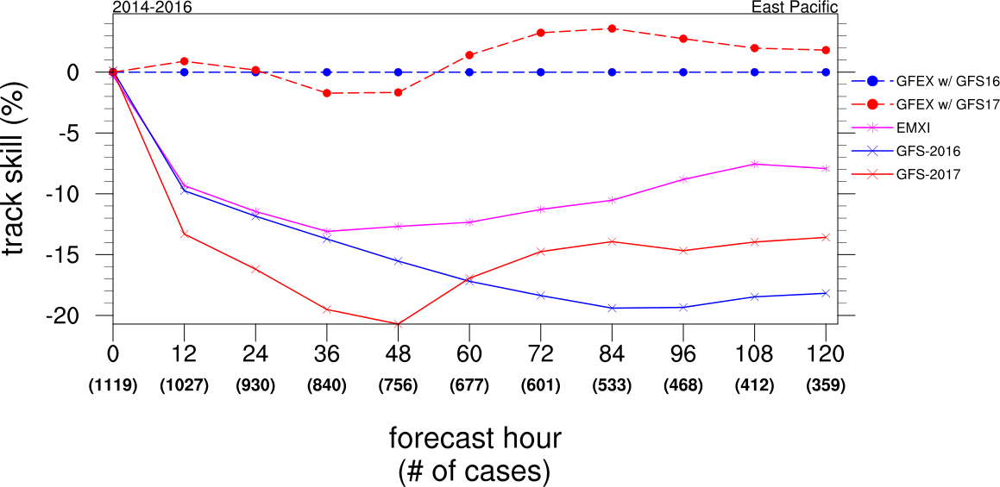 2014-2016 East Pacific
track skill (%)
0
-5
-10
-15
-20
GFEX w/ GFS16
GFEX w/ GFS17
EMXI
GFS-2016
GFS-2017
0 12 24 36 48 60 72 84 96 108 120
(1119) (1027) (930) (840) (756) (677) (601) (533) (468) (412) (359)
forecast hour
(# of cases)